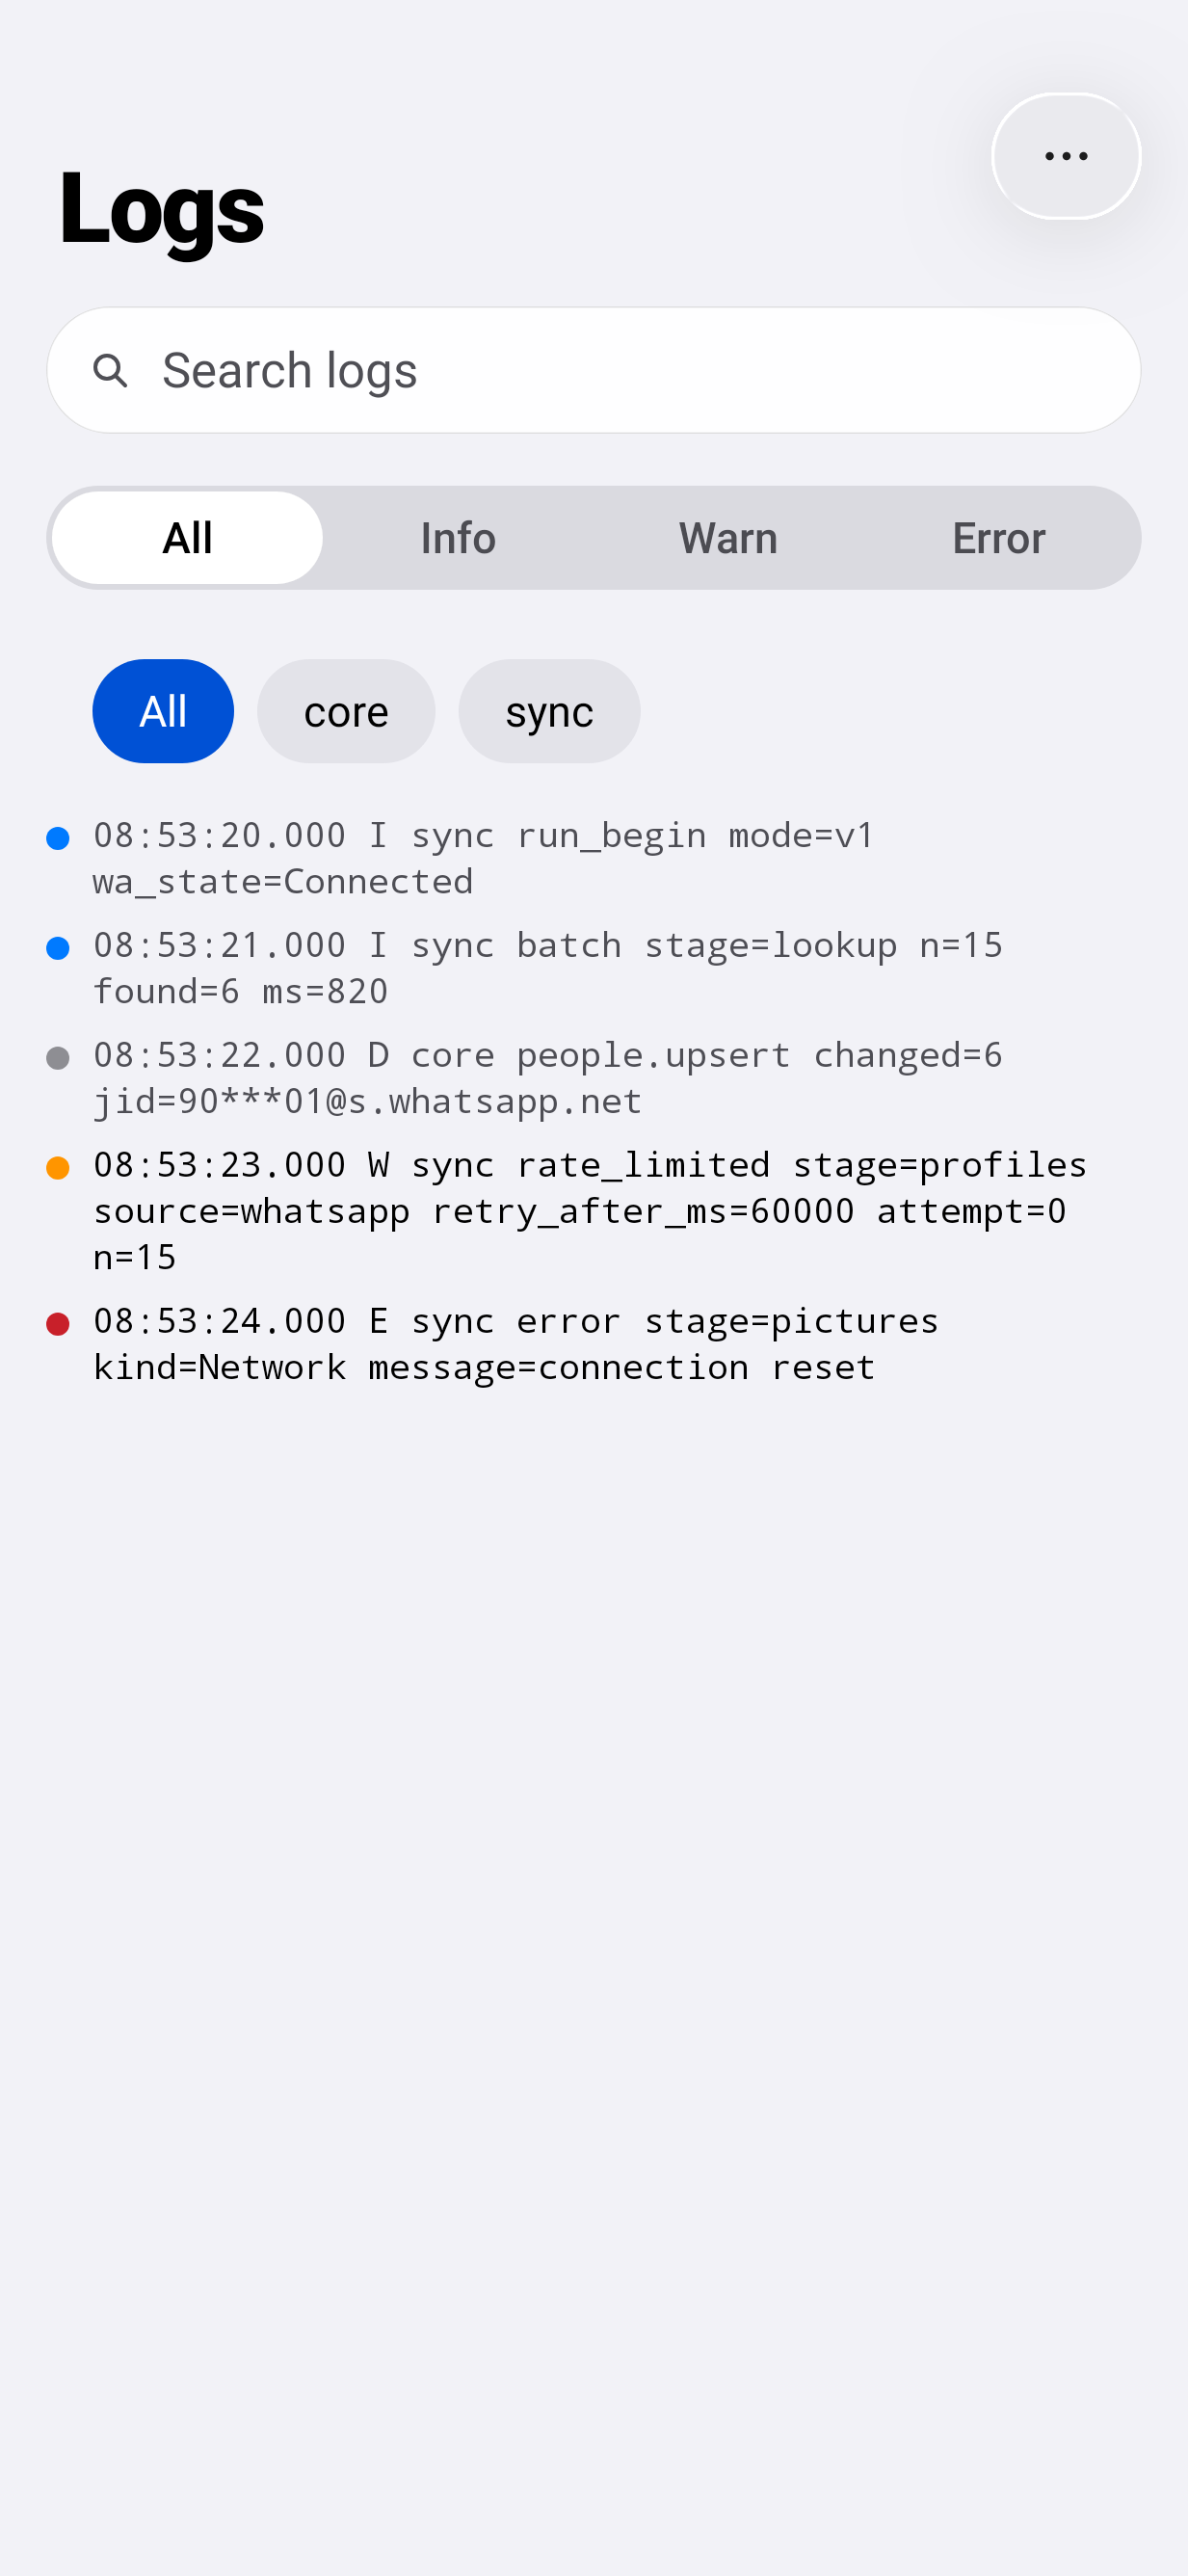 Logs
Search logs
All Info Warn Error
All core sync
08:53:20.000 I sync run_begin mode=v1
wa_state=Connected
08:53:21.000 I sync batch stage=lookup n=15
found=6 ms=820
08:53:22.000 D core people.upsert changed=6
jid=90***01@s.whatsapp.net
08:53:23.000 W sync rate_limited stage=profiles
source=whatsapp retry_after_ms=60000 attempt=0
n=15
08:53:24.000 E sync error stage=pictures
kind=Network message=connection reset